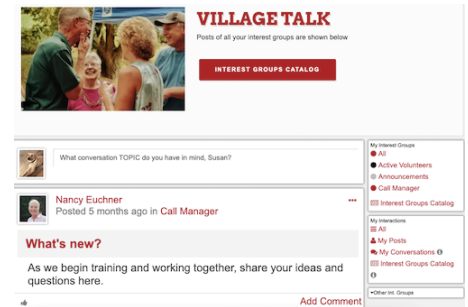 VILLAGE TALK
Posts of all your interest groups are shown below
INTEREST GROUPS CATALOG
What conversation TOPIC do you have in mind, Susan?
Nancy Euchner
Posted 5 months ago in Call Manager
What's new?
As we begin training and working together, share your ideas and
questions here.
Add Comment
My Interest Groups
All
Active Volunteers
Announcements
Call Manager
Interest Groups Catalog
My Interactions
All
My Posts
My Conversations
Interest Groups Catalog
Other Int. Groups